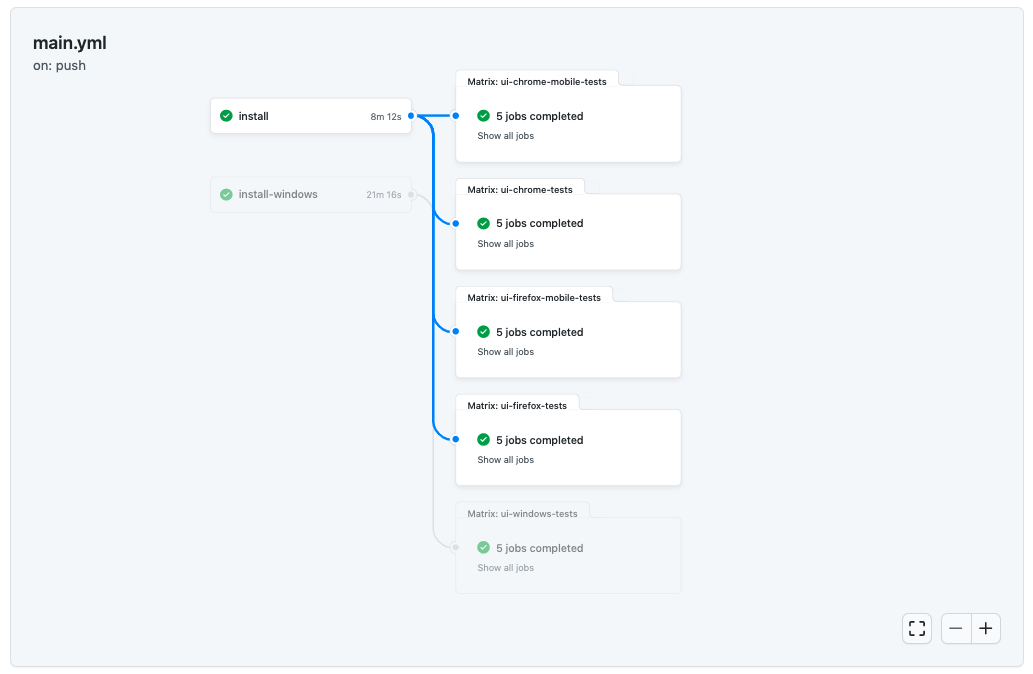 main.yml
on: push
install
8m 12s
install-windows
21m 16s
Matrix: ui-chrome-mobile-tests
5 jobs completed
Show all jobs
Matrix: ui-chrome-tests
5 jobs completed
Show all jobs
Matrix: ui-firefox-mobile-tests
5 jobs completed
Show all jobs
Matrix: ui-firefox-tests
5 jobs completed
Show all jobs
Matrix: ui-windows-tests
5 jobs completed
Show all jobs